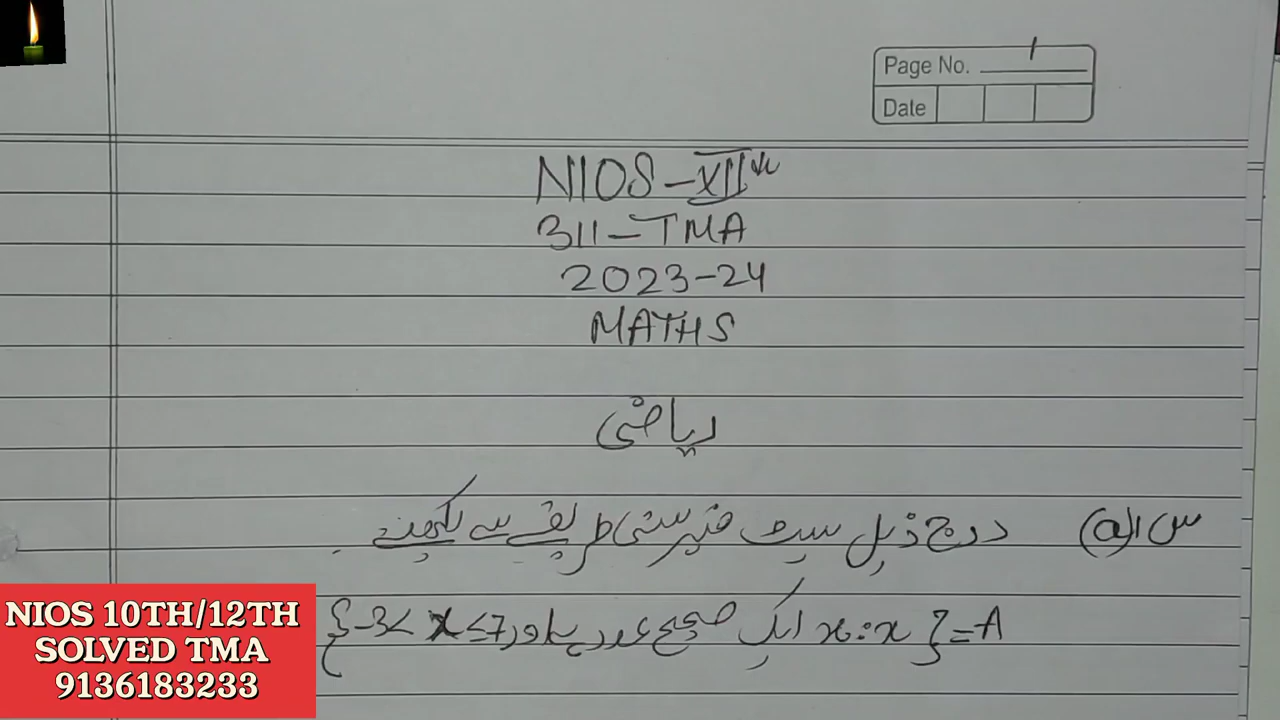 Page No. 1
Date
NIOS-XIIth
311-TMA
2023-24
MATHS
ریاضی
س1(a) درج ذیل سیٹ فہرستی طریقے سے لکھئے
A={x:x ایک صحیح عدد ہے اور -3<x≤7}
NIOS 10TH/12TH
SOLVED TMA
9136183233